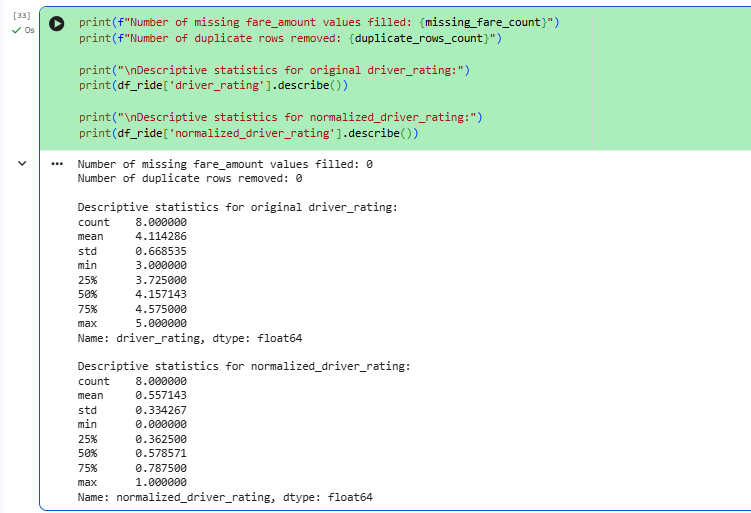 [33]
0s
print(f"Number of missing fare_amount values filled: {missing_fare_count}")
print(f"Number of duplicate rows removed: {duplicate_rows_count}")
print("\nDescriptive statistics for original driver_rating:")
print(df_ride['driver_rating'].describe())
print("\nDescriptive statistics for normalized_driver_rating:")
print(df_ride['normalized_driver_rating'].describe())
Number of missing fare_amount values filled: 0
Number of duplicate rows removed: 0
Descriptive statistics for original driver_rating:
count    8.000000
mean     4.114286
std      0.668535
min      3.000000
25%      3.725000
50%      4.157143
75%      4.575000
max      5.000000
Name: driver_rating, dtype: float64
Descriptive statistics for normalized_driver_rating:
count    8.000000
mean     0.557143
std      0.334267
min      0.000000
25%      0.362500
50%      0.578571
75%      0.787500
max      1.000000
Name: normalized_driver_rating, dtype: float64